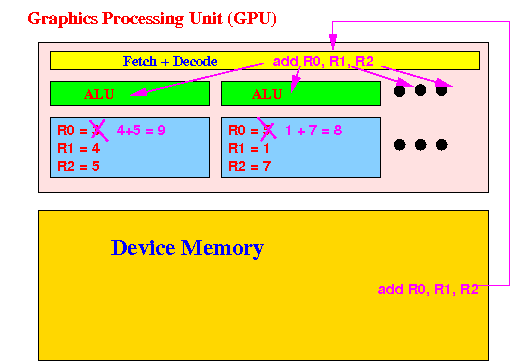 Graphics Processing Unit (GPU)
Fetch + Decode add R0, R1, R2
ALU ALU
R0 = 4+5 = 9 R0 = 1 + 7 = 8
R1 = 4 R1 = 1
R2 = 5 R2 = 7
Device Memory
add R0, R1, R2